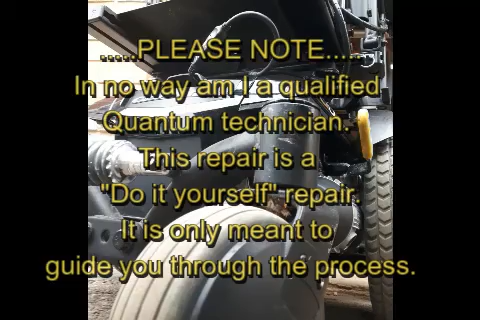 .....PLEASE NOTE.....
In no way am I a qualified
Quantum technician.
This repair is a
"Do it yourself" repair.
It is only meant to
guide you through the process.